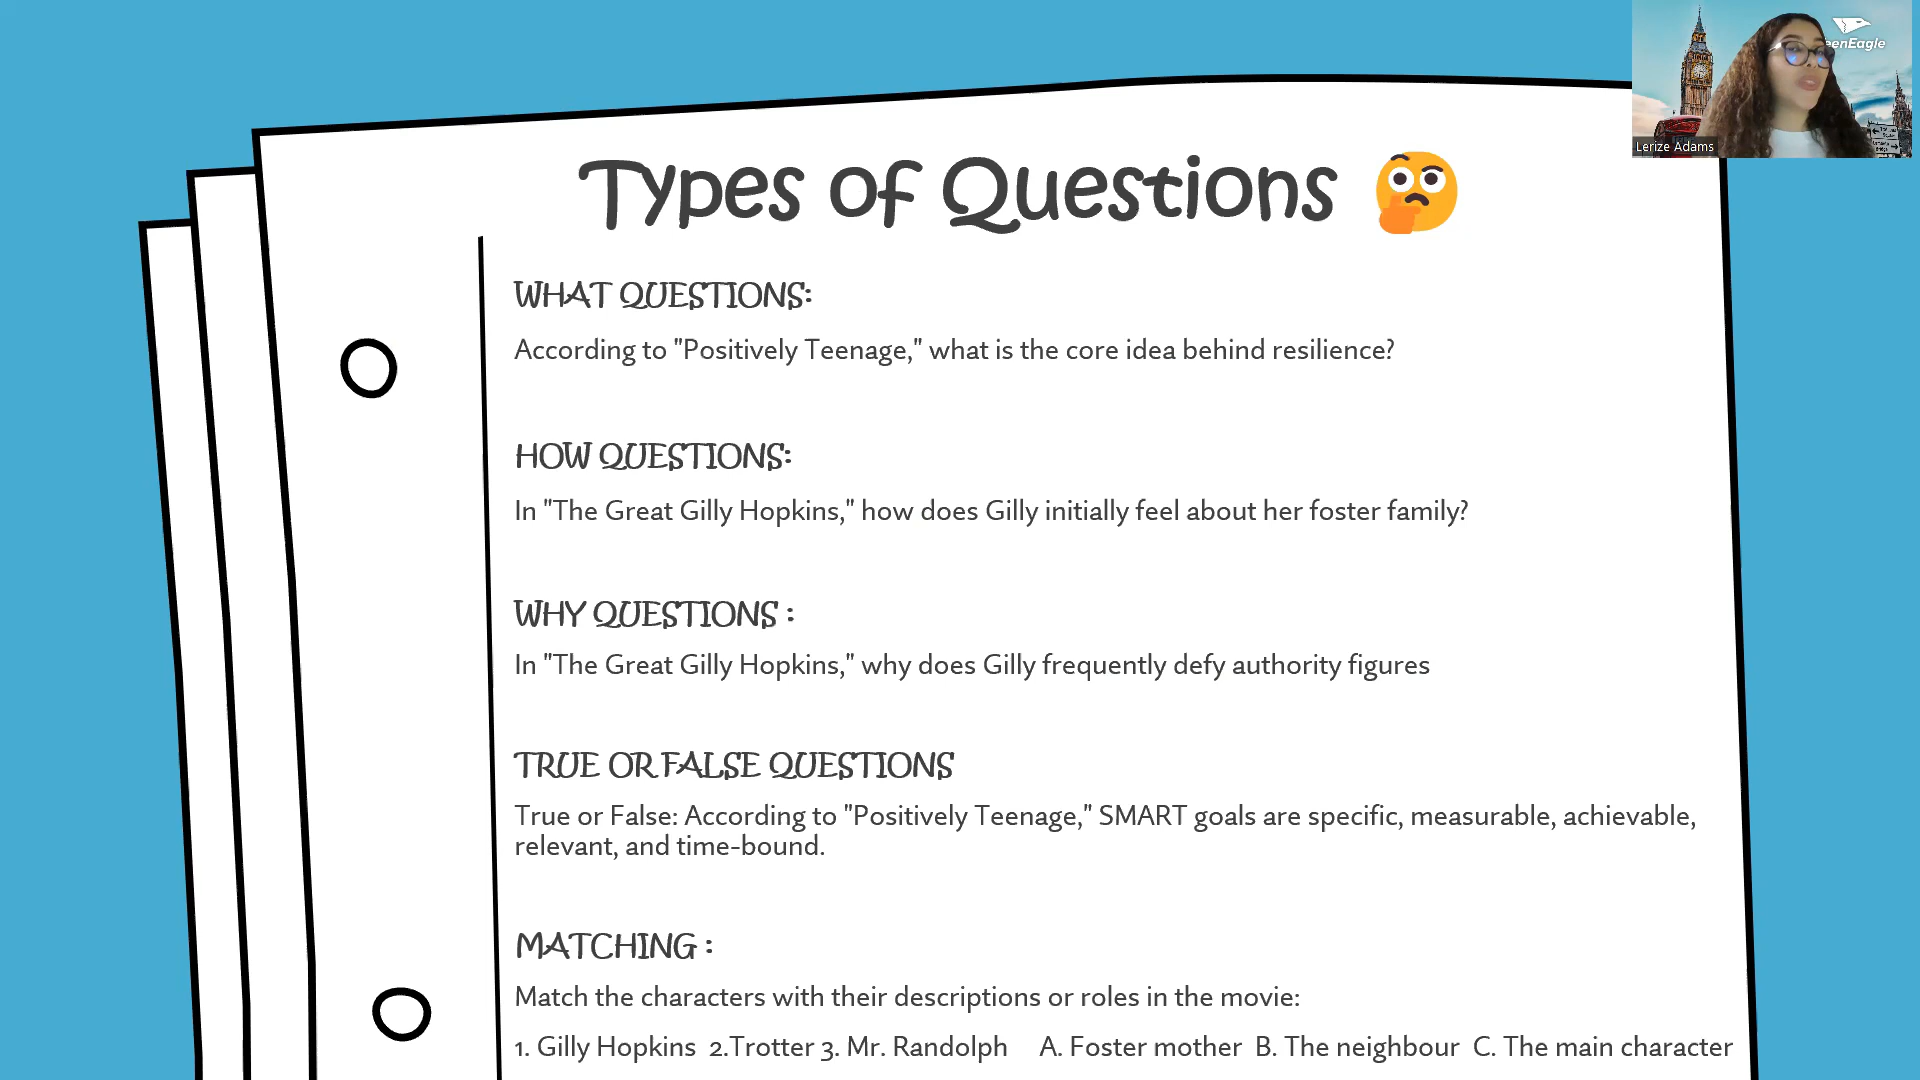 Types of Questions
WHAT QUESTIONS:
According to "Positively Teenage," what is the core idea behind resilience?
HOW QUESTIONS:
In "The Great Gilly Hopkins," how does Gilly initially feel about her foster family?
WHY QUESTIONS :
In "The Great Gilly Hopkins," why does Gilly frequently defy authority figures
TRUE OR FALSE QUESTIONS
True or False: According to "Positively Teenage," SMART goals are specific, measurable, achievable,
relevant, and time-bound.
MATCHING :
Match the characters with their descriptions or roles in the movie:
1. Gilly Hopkins 2.Trotter 3. Mr. Randolph A. Foster mother B. The neighbour C. The main character
eenEagle
Lerize Adams